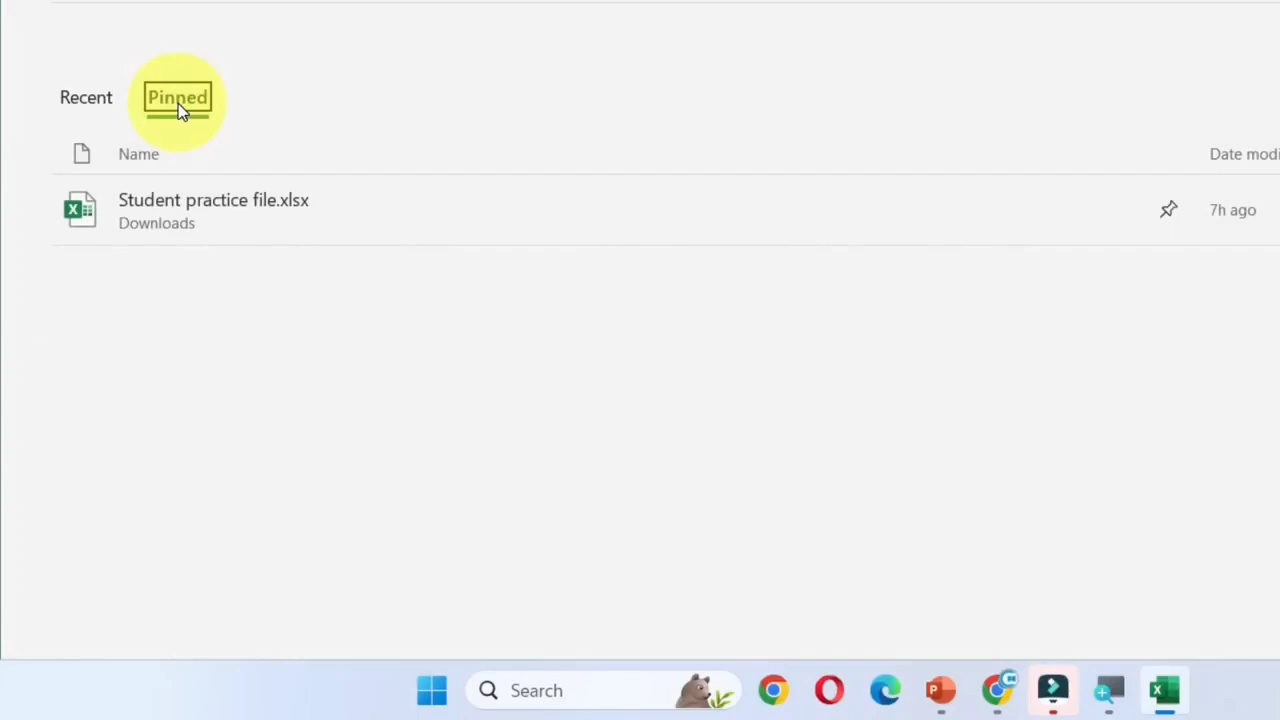 Recent Pinned
Name Date modi
Student practice file.xlsx
Downloads
7h ago
Search